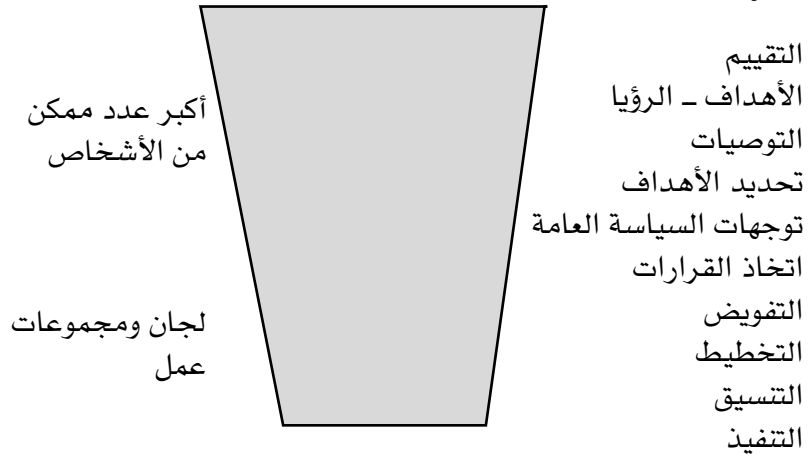 التقييم
الأهداف ـ الرؤيا
التوصيات
تحديد الأهداف
توجهات السياسة العامة
اتخاذ القرارات
التفويض
التخطيط
التنسيق
التنفيذ
أكبر عدد ممكن
من الأشخاص
لجان ومجموعات
عمل